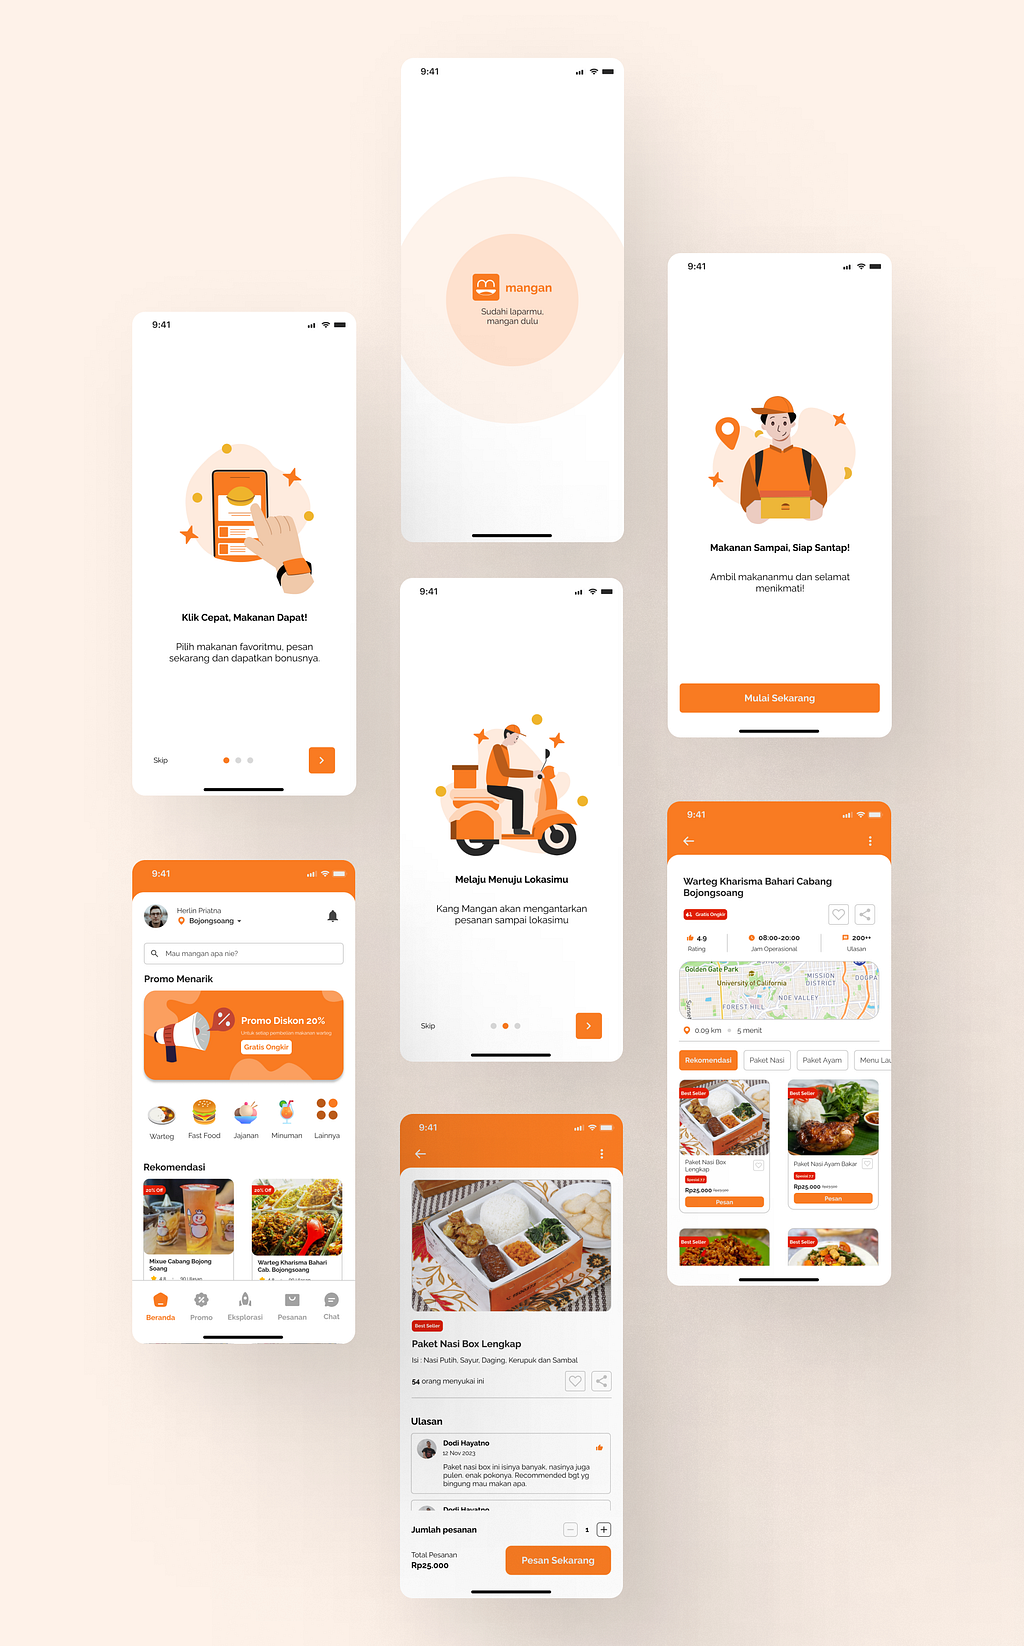 9:41
mangan
Sudahi laparmu,
mangan dulu
9:41
Klik Cepat, Makanan Dapat!
Pilih makanan favoritmu, pesan
sekarang dan dapatkan bonusnya.
Skip
9:41
Melaju Menuju Lokasimu
Kang Mangan akan mengantarkan
pesanan sampai lokasimu
Skip
9:41
Makanan Sampai, Siap Santap!
Ambil makananmu dan selamat
menikmati!
Mulai Sekarang
9:41
Herlin Priatna
Bojongsoang
Mau mangan apa nie?
Promo Menarik
%
Promo Diskon 20%
Untuk setiap pembelian makanan warteg
Gratis Ongkir
Warteg
Fast Food
Jajanan
Minuman
Lainnya
Rekomendasi
20% Off
20% Off
Mixue Cabang Bojong
Soang
Warteg Kharisma Bahari
Cab. Bojongsoang
Beranda
Promo
Eksplorasi
Pesanan
Chat
9:41
Paket Nasi Box Lengkap
Best Seller
Isi : Nasi Putih, Sayur, Daging, Kerupuk dan Sambal
54 orang menyukai ini
Ulasan
Dodi Hayatno
12 Nov 2023
Paket nasi box ini isinya banyak, nasinya juga
pulen. enak pokonya. Recommended bgt yg
bingung mau makan apa.
Dodi Hayatno
Jumlah pesanan
1
Total Pesanan
Rp25.000
Pesan Sekarang
9:41
Warteg Kharisma Bahari Cabang
Bojongsoang
Gratis Ongkir
4.9
Rating
08:00-20:00
Jam Operasional
200++
Ulasan
Golden Gate Park
University of California
MISSION
DISTRICT
FOREST HILL
NOE VALLEY
Sunset
0.09 km
5 menit
Rekomendasi
Paket Nasi
Paket Ayam
Menu Lau
Best Seller
Best Seller
Paket Nasi Box
Lengkap
Rp25.000
Pesan
Paket Nasi Ayam Bakar
Rp25.000
Pesan
Best Seller
Best Seller